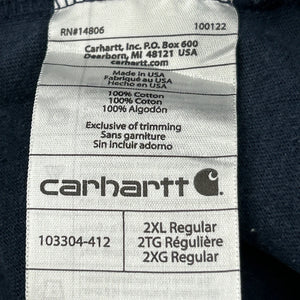 RN#14806 100122
Carhartt, Inc. P.O. Box 600
Dearborn, MI 48121 USA
carhartt.com
Made in USA
Fabriqué au USA
Hecho en USA
100% Cotton
100% Coton
100% Algodón
Exclusive of trimming
Sans garniture
Sin incluir adorno
carhartt
103304-412
2XL Regular
2TG Régulière
2XG Regular